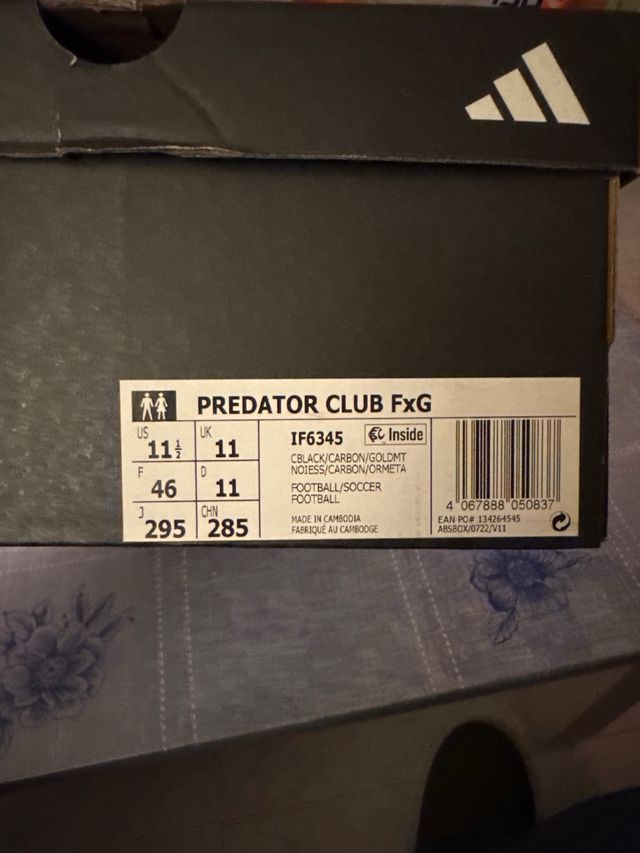 PREDATOR CLUB FxG
US
11 1/2
UK
11
F
46
D
11
J
295
CHN
285
IF6345
Inside
CBLACK/CARBON/GOLDMT
NOIESS/CARBON/ORMETA
FOOTBALL/SOCCER
FOOTBALL
MADE IN CAMBODIA
FABRIQUÉ AU CAMBODGE
4 067888 050837
EAN PO# 134264545
ABSBOX/0722/V11